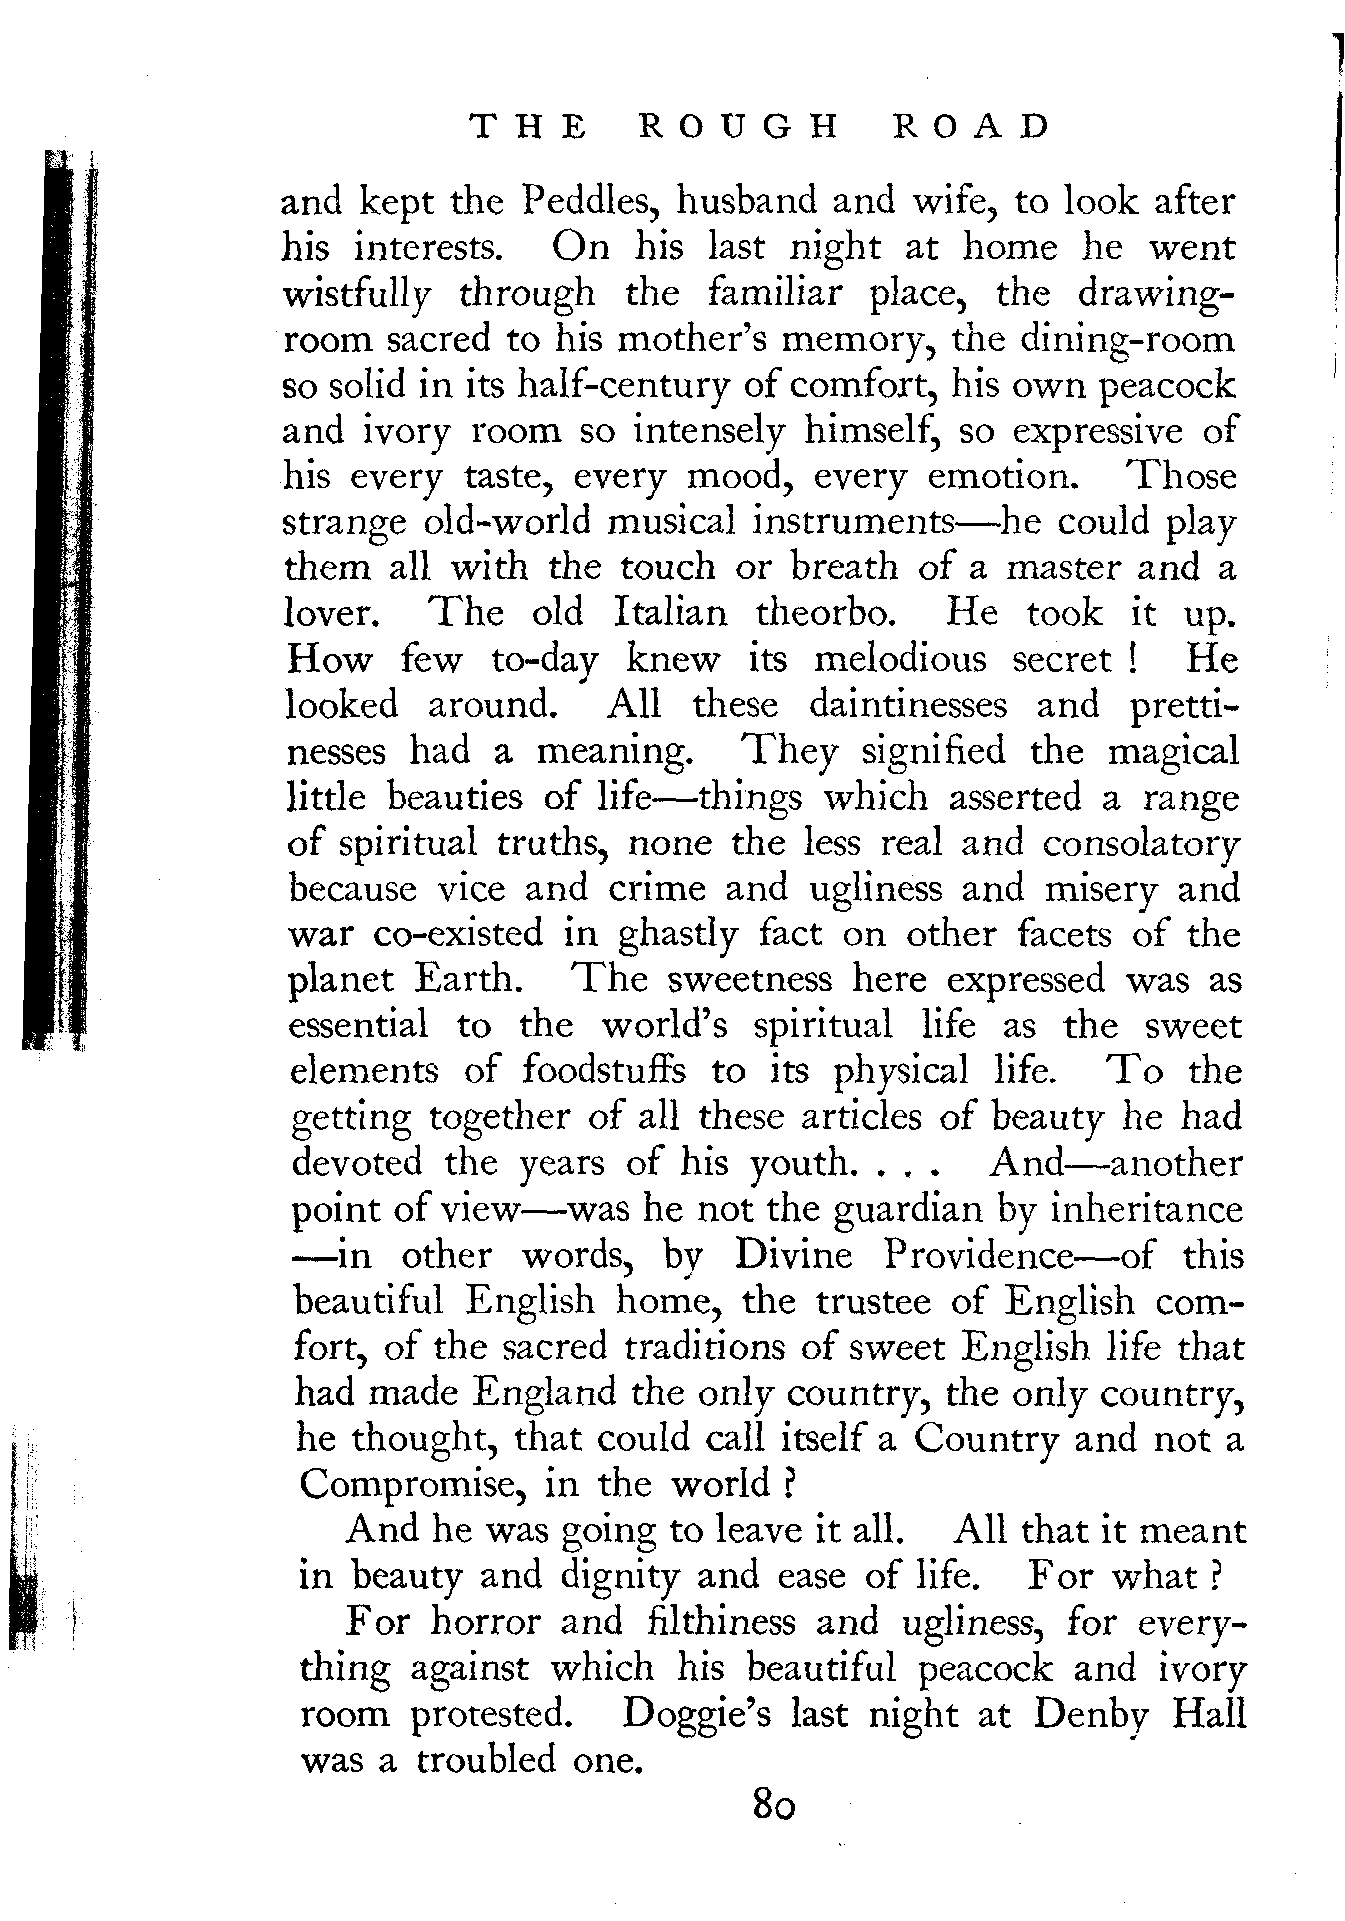 THE ROUGH ROAD
and kept the Peddles, husband and wife, to look after
his interests. On his last night at home he went
wistfully through the familiar place, the drawing-
room sacred to his mother's memory, the dining-room
so solid in its half-century of comfort, his own peacock
and ivory room so intensely himself, so expressive of
his every taste, every mood, every emotion. Those
strange old-world musical instruments—he could play
them all with the touch or breath of a master and a
lover. The old Italian theorbo. He took it up.
How few to-day knew its melodious secret ! He
looked around. All these daintinesses and pretti-
nesses had a meaning. They signified the magical
little beauties of life—things which asserted a range
of spiritual truths, none the less real and consolatory
because vice and crime and ugliness and misery and
war co-existed in ghastly fact on other facets of the
planet Earth. The sweetness here expressed was as
essential to the world's spiritual life as the sweet
elements of foodstuffs to its physical life. To the
getting together of all these articles of beauty he had
devoted the years of his youth. . . . And—another
point of view—was he not the guardian by inheritance
—in other words, by Divine Providence—of this
beautiful English home, the trustee of English com-
fort, of the sacred traditions of sweet English life that
had made England the only country, the only country,
he thought, that could call itself a Country and not a
Compromise, in the world ?
And he was going to leave it all. All that it meant
in beauty and dignity and ease of life. For what ?
For horror and filthiness and ugliness, for every-
thing against which his beautiful peacock and ivory
room protested. Doggie's last night at Denby Hall
was a troubled one.
80